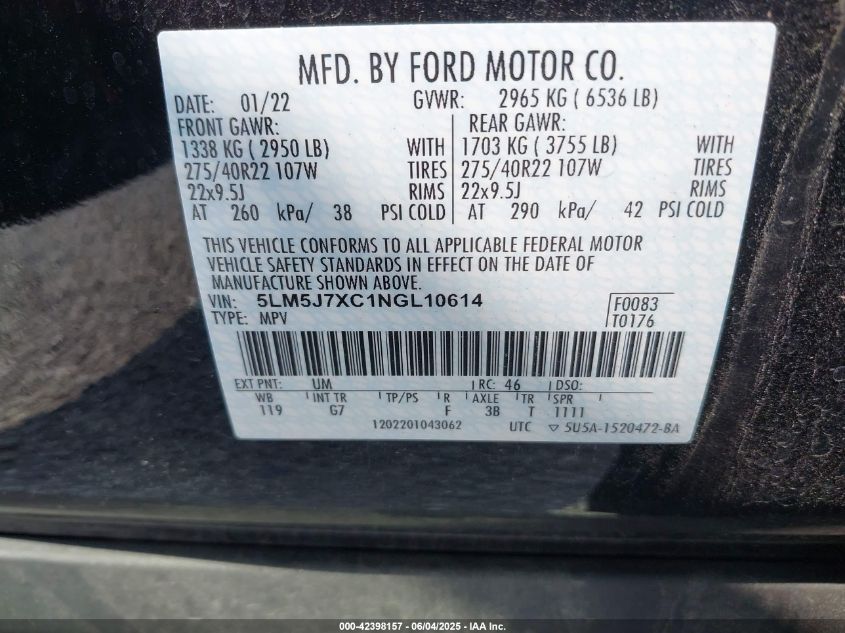 MFD. BY FORD MOTOR CO.
DATE: 01/22 GVWR: 2965 KG ( 6536 LB)
FRONT GAWR: REAR GAWR:
1338 KG ( 2950 LB) WITH 1703 KG ( 3755 LB) WITH
275/40R22 107W TIRES 275/40R22 107W TIRES
22x9.5J RIMS 22x9.5J RIMS
AT 260 kPa/ 38 PSI COLD AT 290 kPa/ 42 PSI COLD
THIS VEHICLE CONFORMS TO ALL APPLICABLE FEDERAL MOTOR
VEHICLE SAFETY STANDARDS IN EFFECT ON THE DATE OF
MANUFACTURE SHOWN ABOVE.
VIN: 5LM5J7XC1NGL10614 F0083
TYPE: MPV T0176
EXT PNT: UM RC: 46 DSO:
WB INT TR TP/PS R AXLE TR SPR
119 G7 F 3B T 1111
1202201043062 UTC ▽ 5U5A-1520472-BA
000-42398157 - 06/04/2025 - IAA Inc.